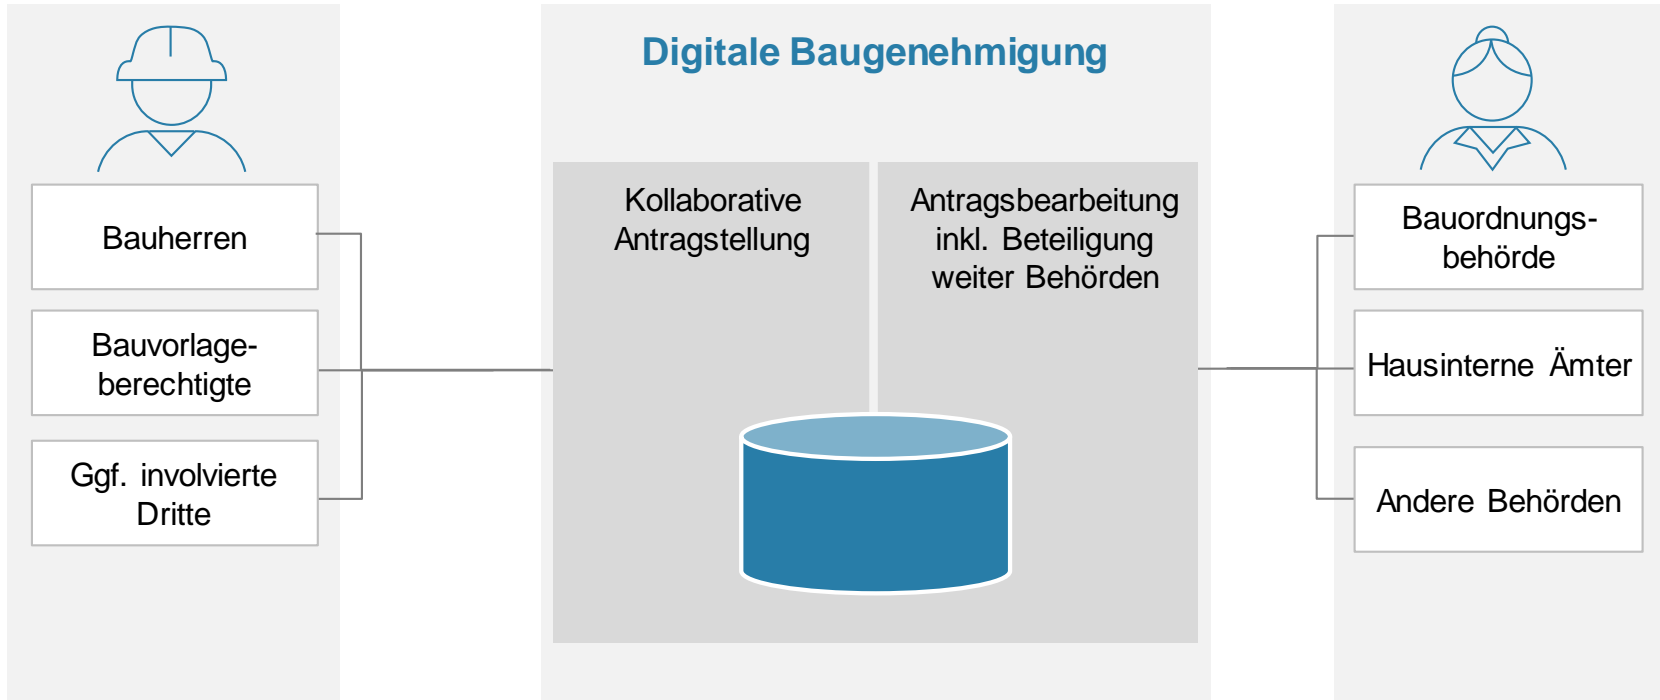 Digitale Baugenehmigung
Bauherren
Bauvorlage-
berechtigte
Ggf. involvierte
Dritte
Kollaborative
Antragstellung
Antragsbearbeitung
inkl. Beteiligung
weiter Behörden
Bauordnungs-
behörde
Hausinterne Ämter
Andere Behörden